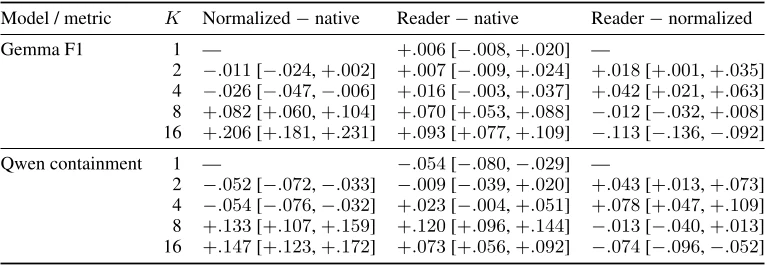 Model / metric K Normalized − native Reader − native Reader − normalized
Gemma F1 1 — +.006 [−.008, +.020] —
2 −.011 [−.024, +.002] +.007 [−.009, +.024] +.018 [+.001, +.035]
4 −.026 [−.047, −.006] +.016 [−.003, +.037] +.042 [+.021, +.063]
8 +.082 [+.060, +.104] +.070 [+.053, +.088] −.012 [−.032, +.008]
16 +.206 [+.181, +.231] +.093 [+.077, +.109] −.113 [−.136, −.092]
Qwen containment 1 — −.054 [−.080, −.029] —
2 −.052 [−.072, −.033] −.009 [−.039, +.020] +.043 [+.013, +.073]
4 −.054 [−.076, −.032] +.023 [−.004, +.051] +.078 [+.047, +.109]
8 +.133 [+.107, +.159] +.120 [+.096, +.144] −.013 [−.040, +.013]
16 +.147 [+.123, +.172] +.073 [+.056, +.092] −.074 [−.096, −.052]